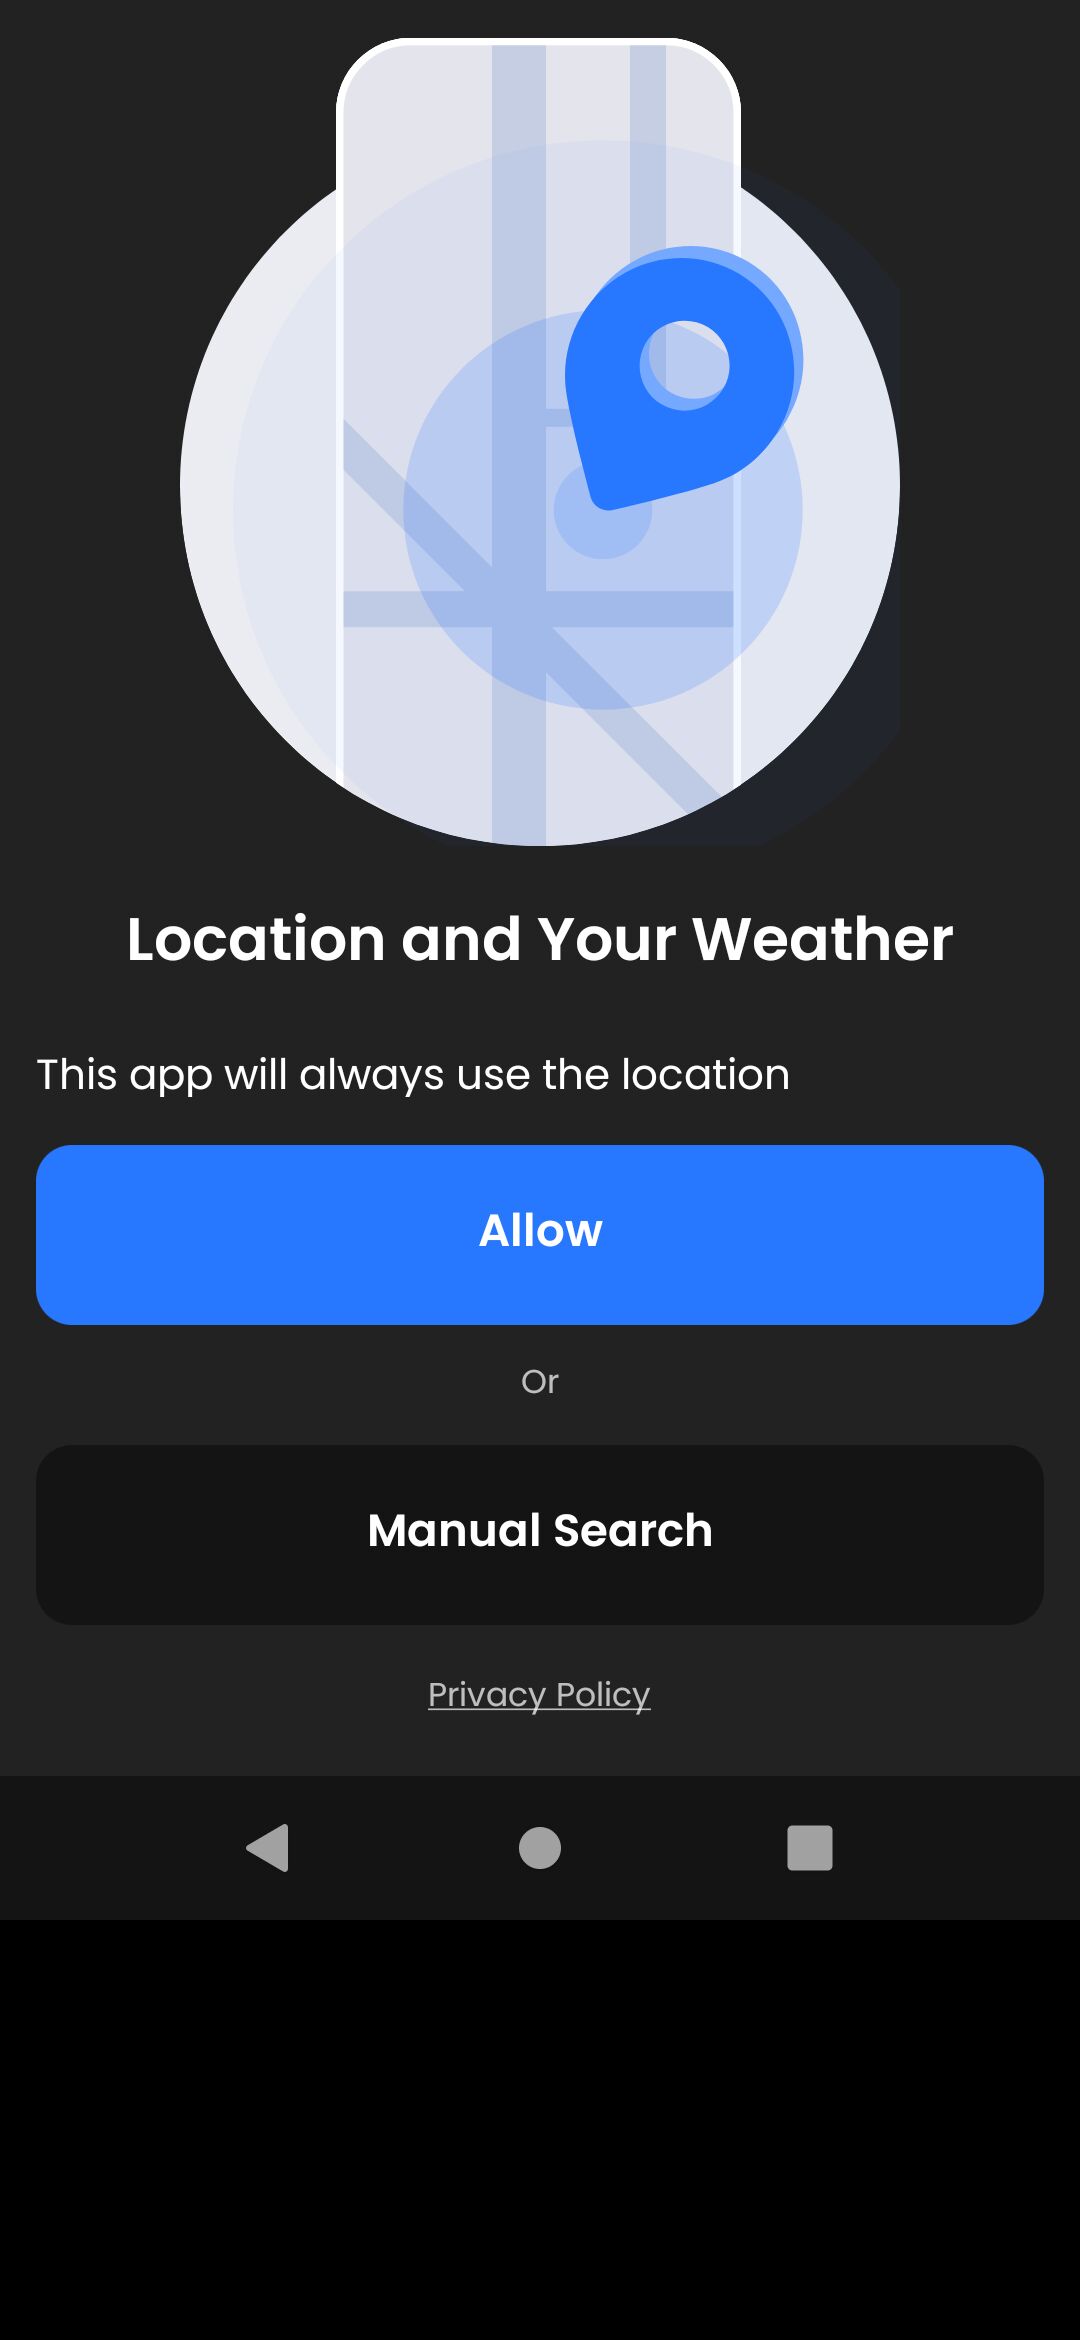 Location and Your Weather
This app will always use the location
Allow
Or
Manual Search
Privacy Policy